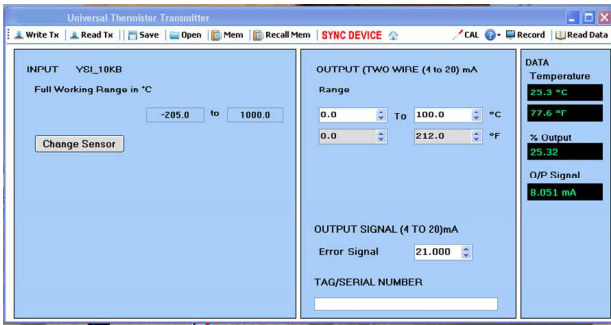 Universal Thermistor Transmitter
Write Tx Read Tx Save Open Mem Recall Mem SYNC DEVICE CAL Record Read Data
INPUT YSI_10KB
Full Working Range in °C
-205.0 to 1000.0
Change Sensor
OUTPUT (TWO WIRE (4 to 20) mA
Range
0.0 To 100.0 °C
0.0 212.0 °F
OUTPUT SIGNAL (4 TO 20)mA
Error Signal 21.000
TAG/SERIAL NUMBER
DATA
Temperature
25.3 °C
77.6 °F
% Output
25.32
O/P Signal
8.051 mA